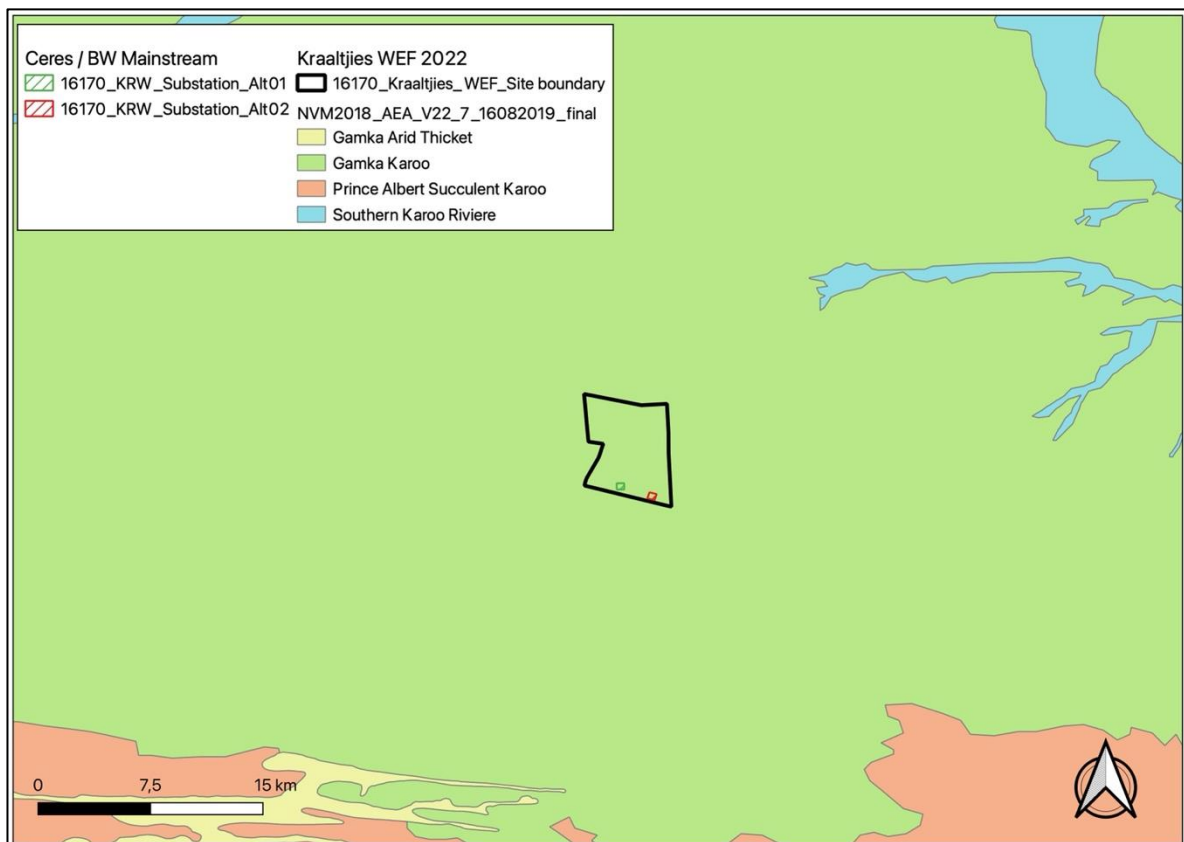 Ceres / BW Mainstream
16170_KRW_Substation_Alt01
16170_KRW_Substation_Alt02
Kraaltjies WEF 2022
16170_Kraaltjies_WEF_Site boundary
NVM2018_AEA_V22_7_16082019_final
Gamka Arid Thicket
Gamka Karoo
Prince Albert Succulent Karoo
Southern Karoo Riviere
0 7,5 15 km